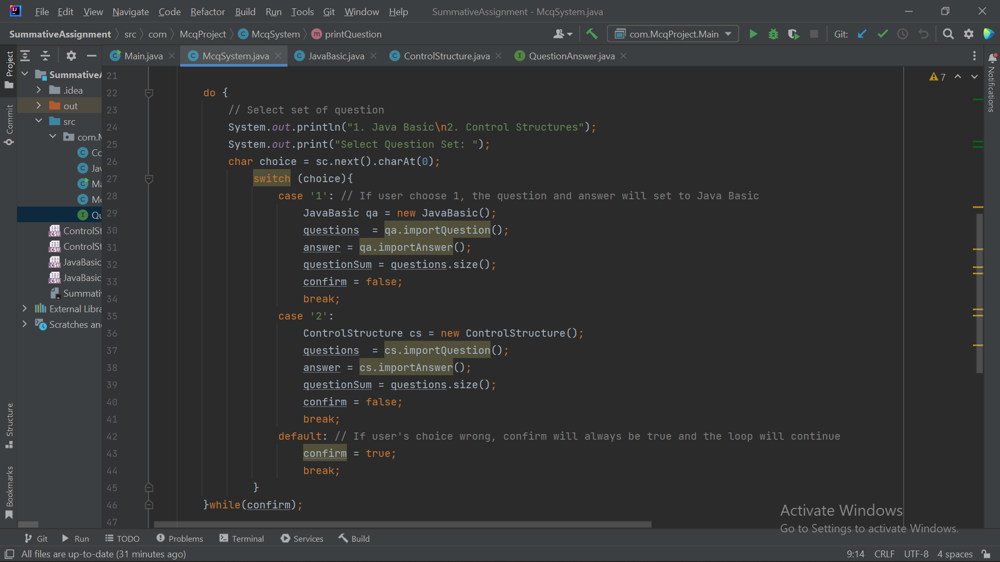 File Edit View Navigate Code Refactor Build Run Tools Git Window Help SummativeAssignment - McqSystem.java
SummativeAssignment src com McqProject McqSystem printQuestion com.McqProject.Main Git:
Project
Commit
Structure
Bookmarks
Main.java McqSystem.java JavaBasic.java ControlStructure.java QuestionAnswer.java
Notifications
SummativeA
.idea
out
src
com.M
Co
Jav
Ma
Mc
Qu
ControlSt
ControlSt
JavaBasic
JavaBasic
Summati
External Libra
Scratches an
7
21
22 do {
23 // Select set of question
24 System.out.println("1. Java Basic\n2. Control Structures");
25 System.out.print("Select Question Set: ");
26 char choice = sc.next().charAt(0);
27 switch (choice){
28 case '1': // If user choose 1, the question and answer will set to Java Basic
29 JavaBasic qa = new JavaBasic();
30 questions  = qa.importQuestion();
31 answer = qa.importAnswer();
32 questionSum = questions.size();
33 confirm = false;
34 break;
35 case '2':
36 ControlStructure cs = new ControlStructure();
37 questions  = cs.importQuestion();
38 answer = cs.importAnswer();
39 questionSum = questions.size();
40 confirm = false;
41 break;
42 default: // If user's choice wrong, confirm will always be true and the loop will continue
43 confirm = true;
44 break;
45 }
46 }while(confirm);
47
Activate Windows
Go to Settings to activate Windows.
Git Run TODO Problems Terminal Services Build
All files are up-to-date (31 minutes ago) 9:14 CRLF UTF-8 4 spaces